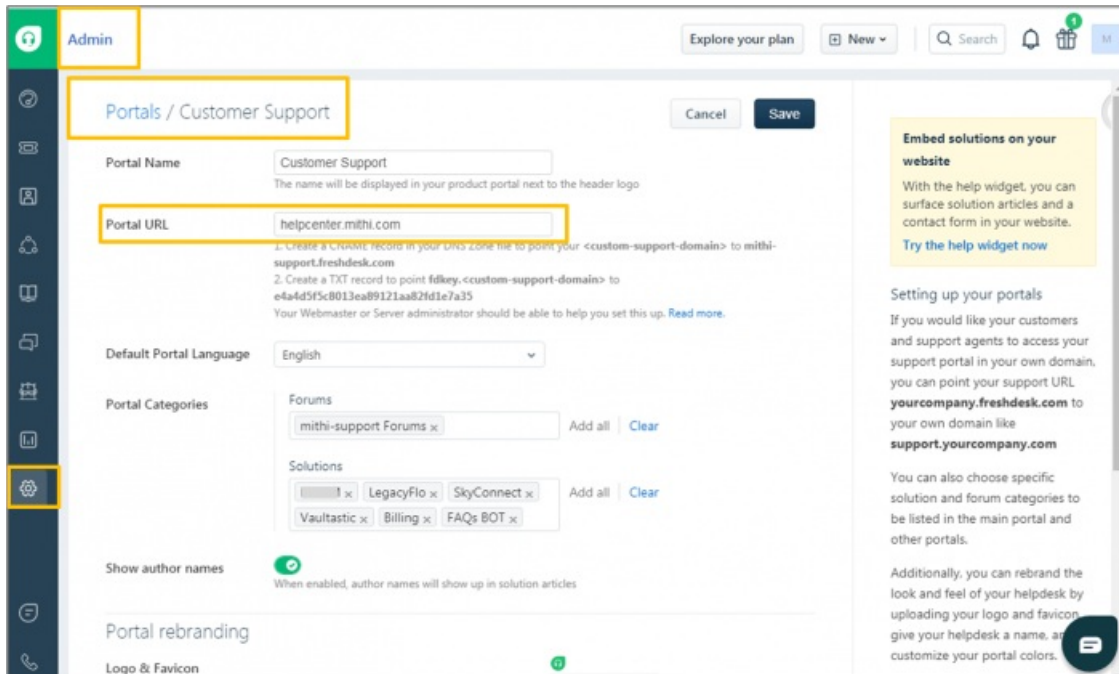 Admin
Explore your plan
New
Search
1
M
Portals / Customer Support
Cancel
Save
Portal Name
Customer Support
The name will be displayed in your product portal next to the header logo
Portal URL
helpcenter.mithi.com
1. Create a CNAME record in your DNS Zone file to point your <custom-support-domain> to mithi-
support.freshdesk.com
2. Create a TXT record to point fdkey.<custom-support-domain> to
e4a4d5f5c8013ea89121aa82fd1e7a35
Your Webmaster or Server administrator should be able to help you set this up. Read more.
Default Portal Language
English
Portal Categories
Forums
mithi-support Forums ×
Add all
Clear
Solutions
× LegacyFlo × SkyConnect ×
Add all
Clear
Vaultastic × Billing × FAQs BOT ×
Show author names
When enabled, author names will show up in solution articles
Portal rebranding
Logo & Favicon
Embed solutions on your
website
With the help widget, you can
surface solution articles and a
contact form in your website.
Try the help widget now
Setting up your portals
If you would like your customers
and support agents to access your
support portal in your own domain,
you can point your support URL
yourcompany.freshdesk.com to
your own domain like
support.yourcompany.com
You can also choose specific
solution and forum categories to
be listed in the main portal and
other portals.
Additionally, you can rebrand the
look and feel of your helpdesk by
uploading your logo and favicon,
give your helpdesk a name,
customize your portal colors.